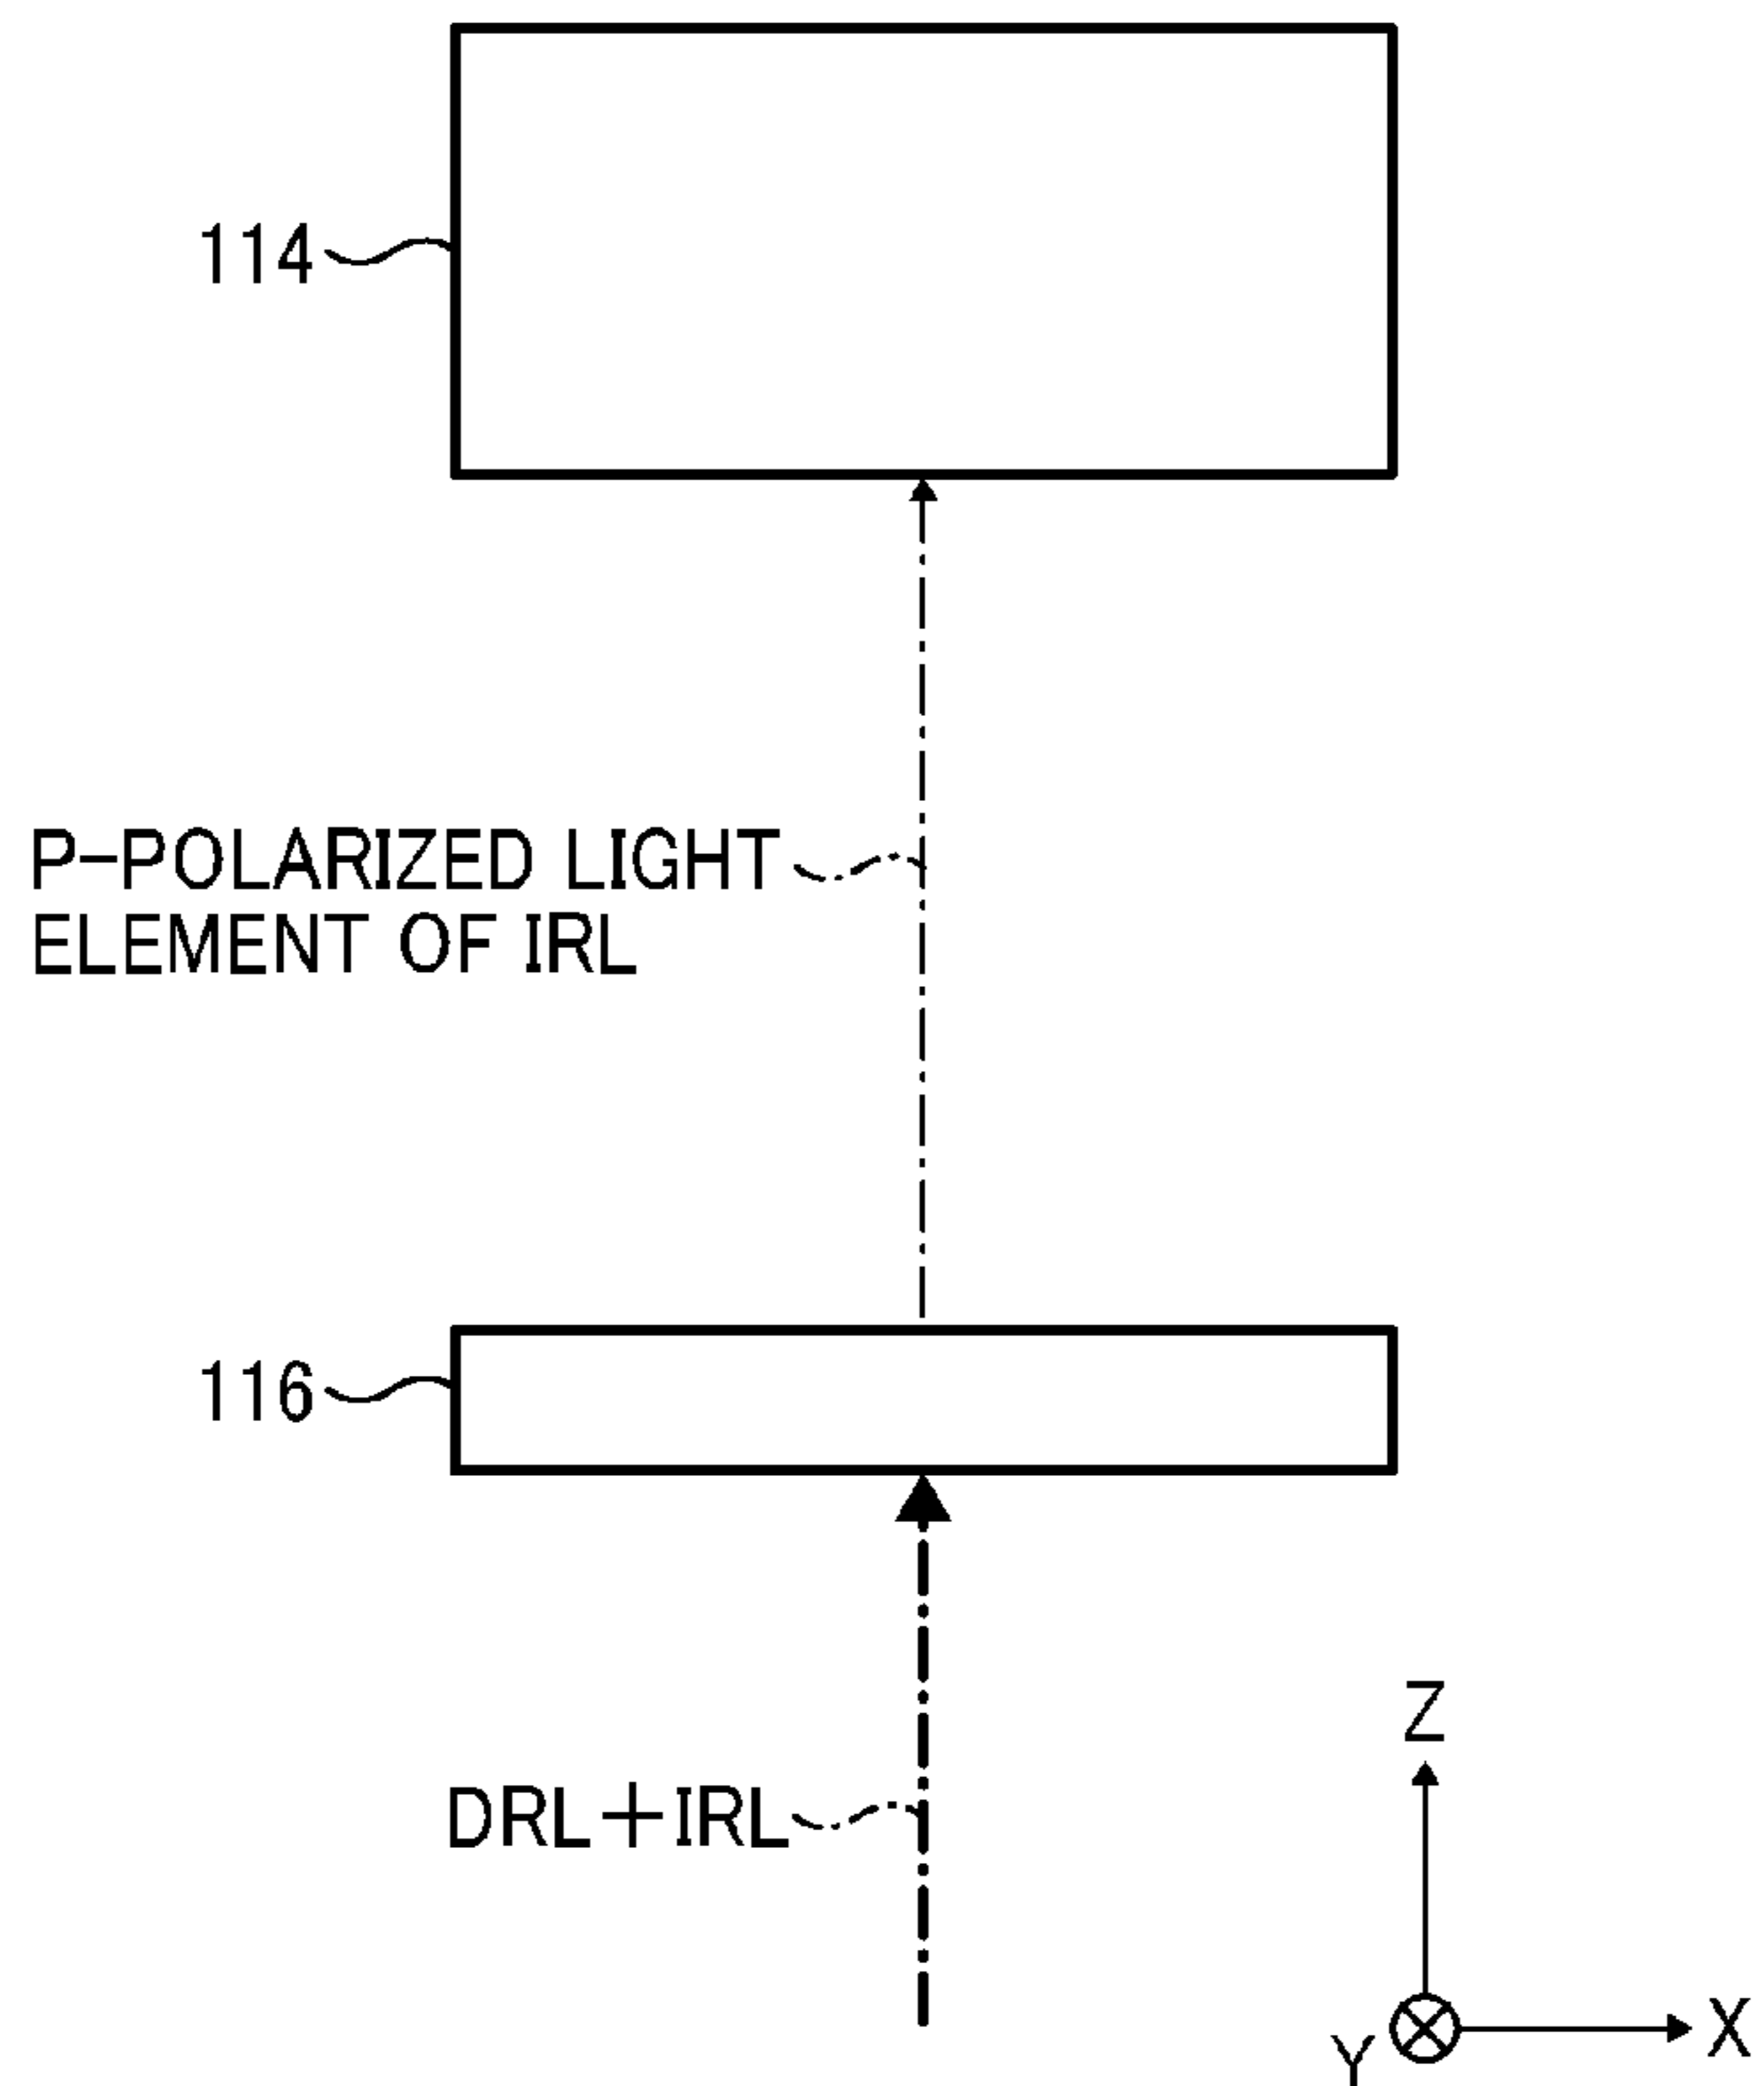 114
P-POLARIZED LIGHT
ELEMENT OF IRL
116
DRL+IRL
Z
X
Y